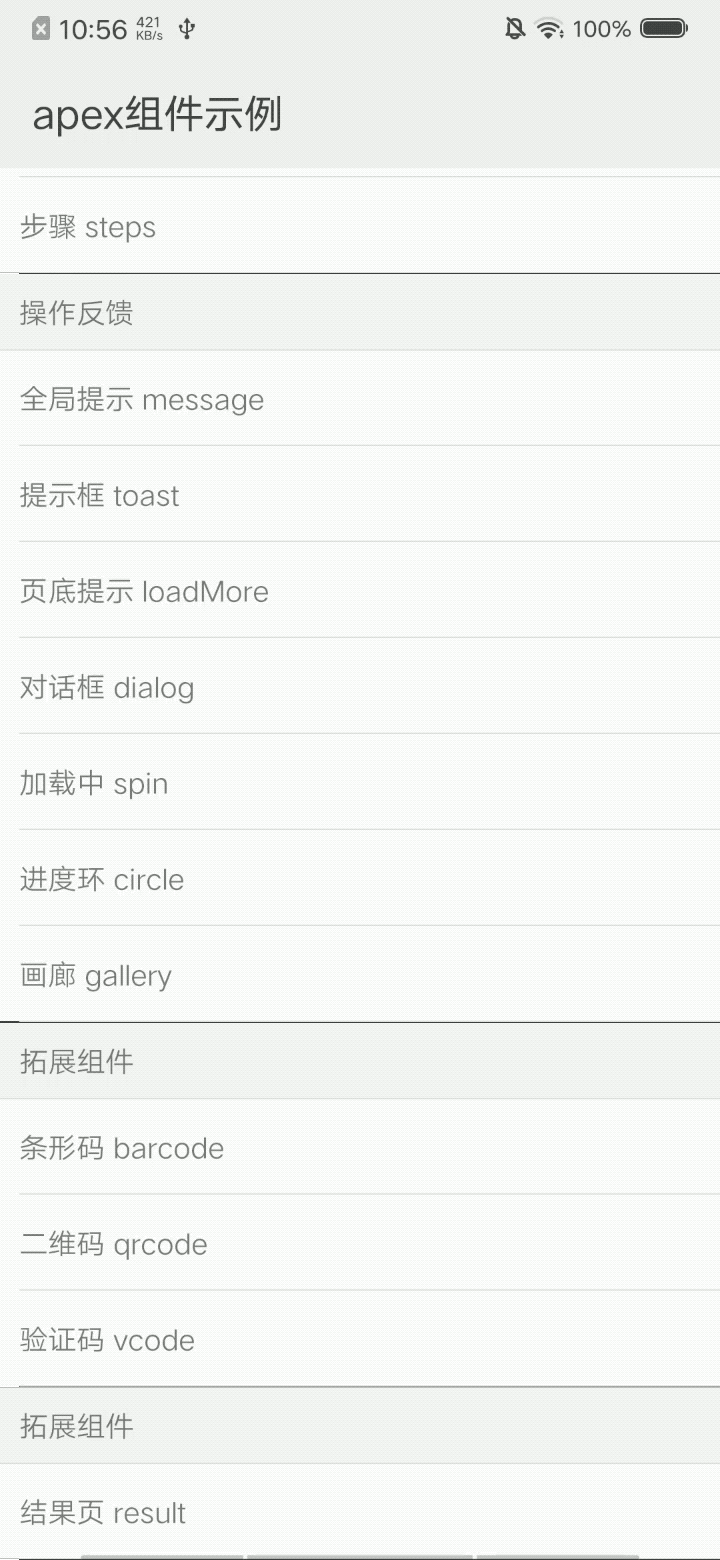 10:56 421 KB/s 100%
apex组件示例
步骤 steps
操作反馈
全局提示 message
提示框 toast
页底提示 loadMore
对话框 dialog
加载中 spin
进度环 circle
画廊 gallery
拓展组件
条形码 barcode
二维码 qrcode
验证码 vcode
拓展组件
结果页 result